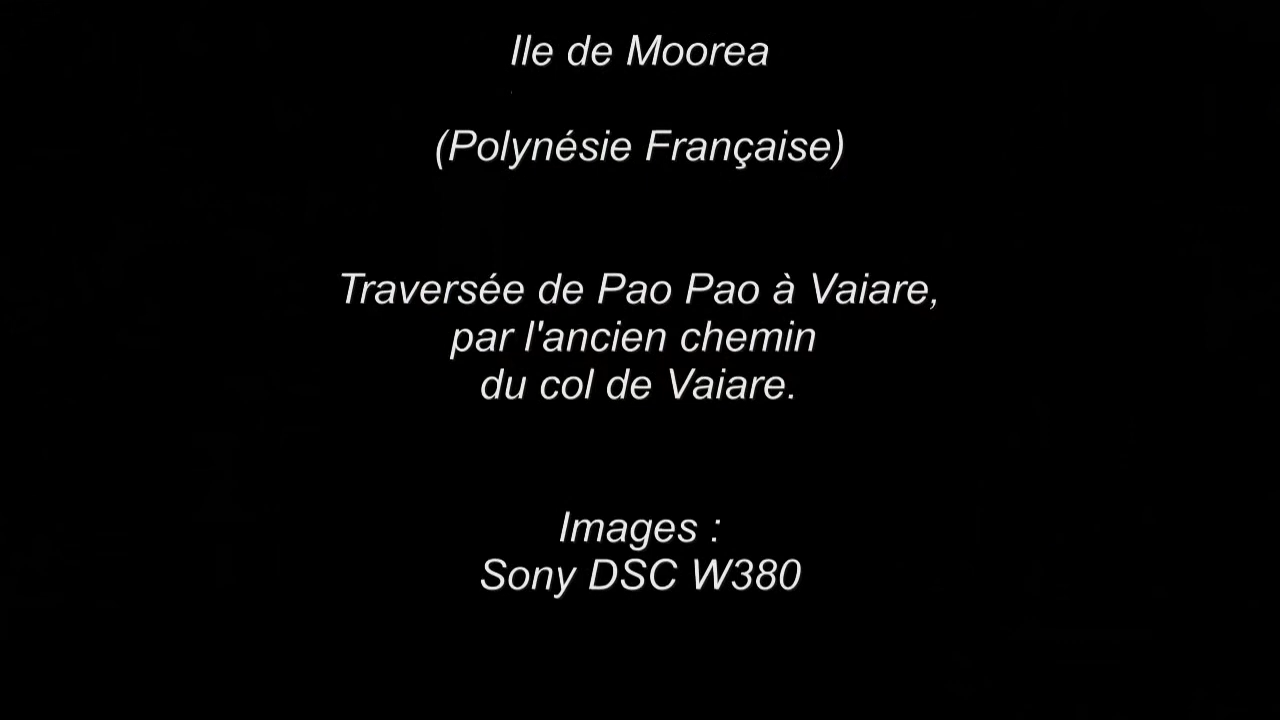 Ile de Moorea
(Polynésie Française)
Traversée de Pao Pao à Vaiare,
par l'ancien chemin
du col de Vaiare.
Images :
Sony DSC W380